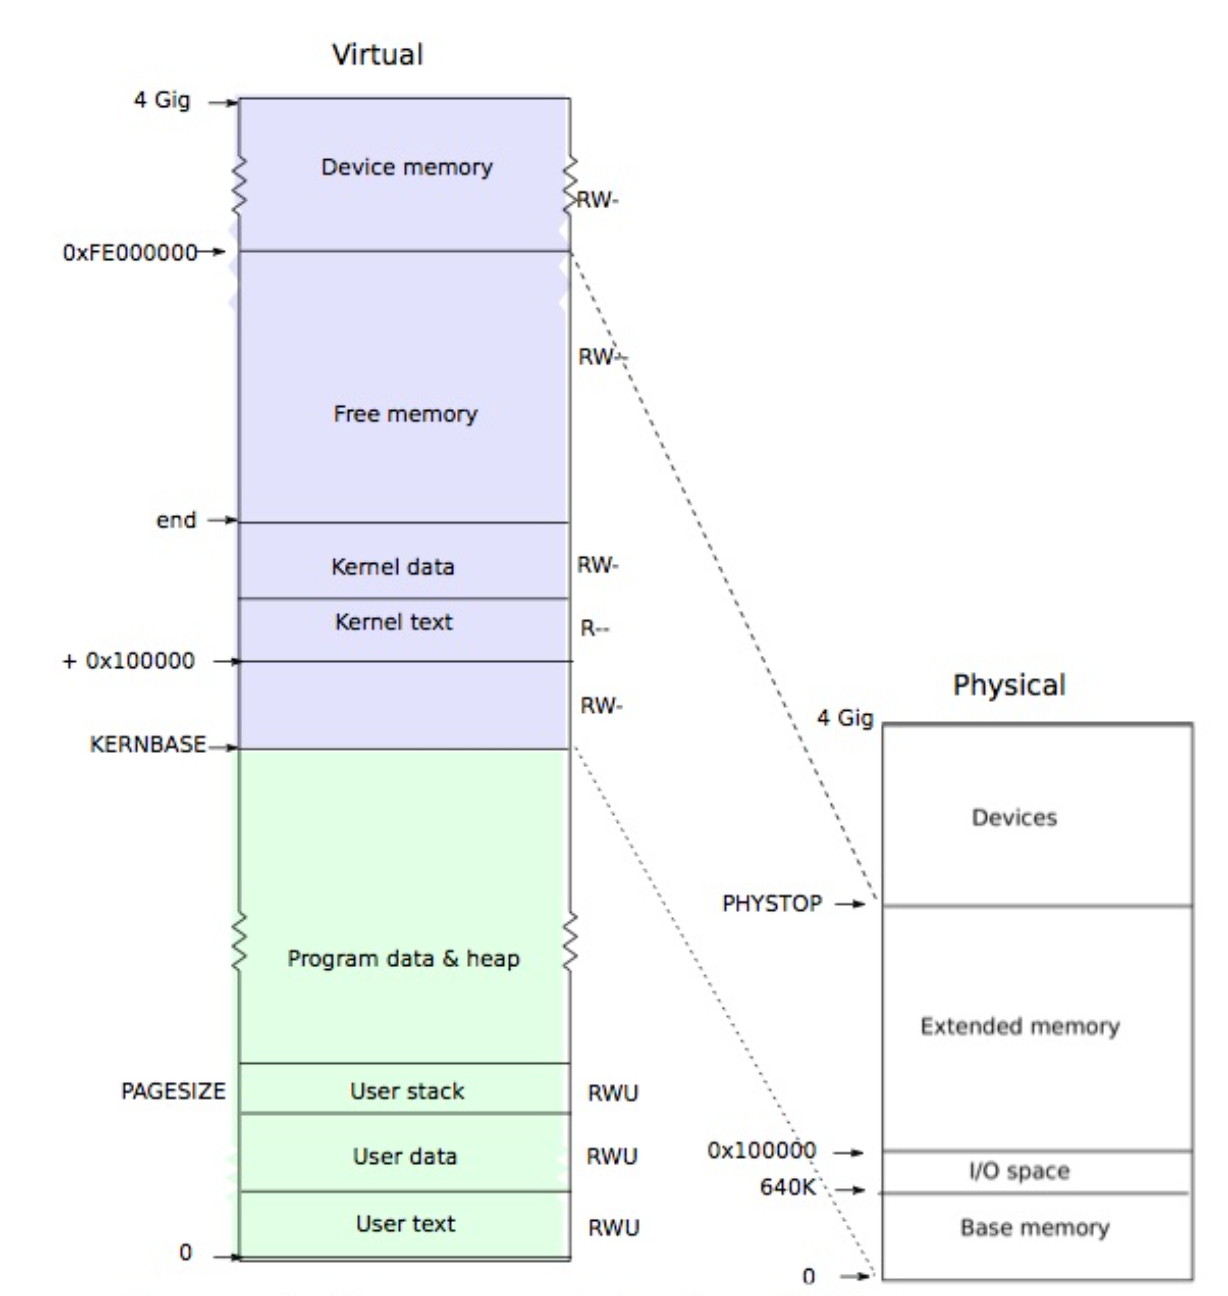 Virtual
4 Gig
Device memory
RW-
0xFE000000
RW--
Free memory
end
Kernel data
RW-
Kernel text
R--
+ 0x100000
RW-
KERNBASE
Program data & heap
PAGESIZE
User stack
RWU
User data
RWU
User text
RWU
0
Physical
4 Gig
Devices
PHYSTOP
Extended memory
0x100000
I/O space
640K
Base memory
0